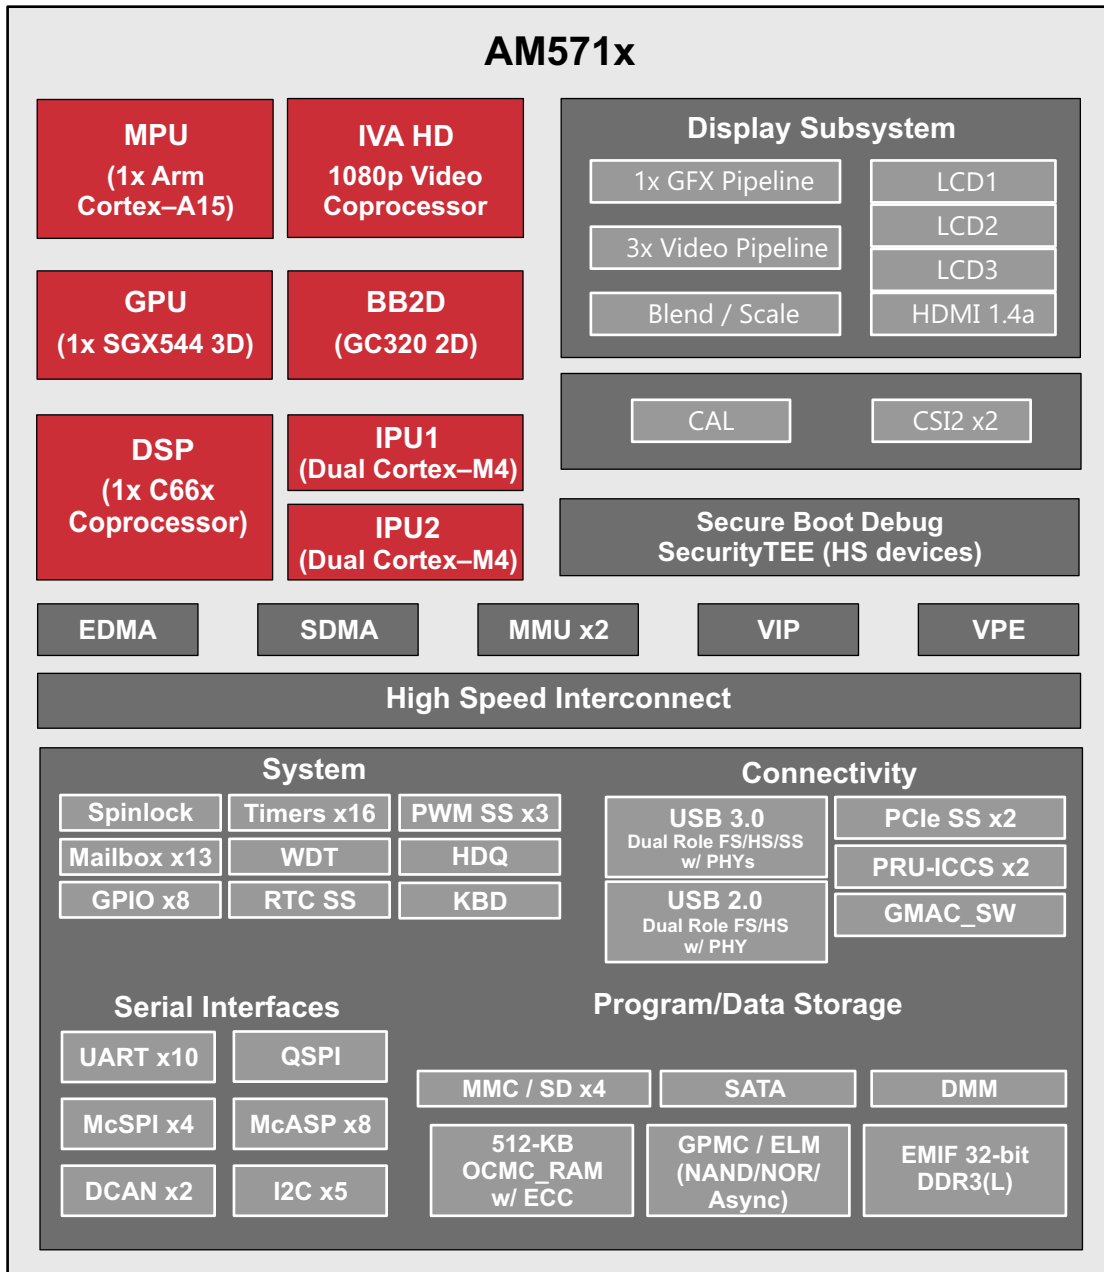 AM571x
MPU
(1x Arm
Cortex–A15)
IVA HD
1080p Video
Coprocessor
GPU
(1x SGX544 3D)
BB2D
(GC320 2D)
DSP
(1x C66x
Coprocessor)
IPU1
(Dual Cortex–M4)
IPU2
(Dual Cortex–M4)
Display Subsystem
1x GFX Pipeline
3x Video Pipeline
Blend / Scale
LCD1
LCD2
LCD3
HDMI 1.4a
CAL
CSI2 x2
Secure Boot Debug
SecurityTEE (HS devices)
EDMA
SDMA
MMU x2
VIP
VPE
High Speed Interconnect
System
Spinlock
Timers x16
PWM SS x3
Mailbox x13
WDT
HDQ
GPIO x8
RTC SS
KBD
Connectivity
USB 3.0
Dual Role FS/HS/SS
w/ PHYs
USB 2.0
Dual Role FS/HS
w/ PHY
PCIe SS x2
PRU-ICCS x2
GMAC_SW
Serial Interfaces
UART x10
QSPI
McSPI x4
McASP x8
DCAN x2
I2C x5
Program/Data Storage
MMC / SD x4
SATA
DMM
512-KB
OCMC_RAM
w/ ECC
GPMC / ELM
(NAND/NOR/
Async)
EMIF 32-bit
DDR3(L)